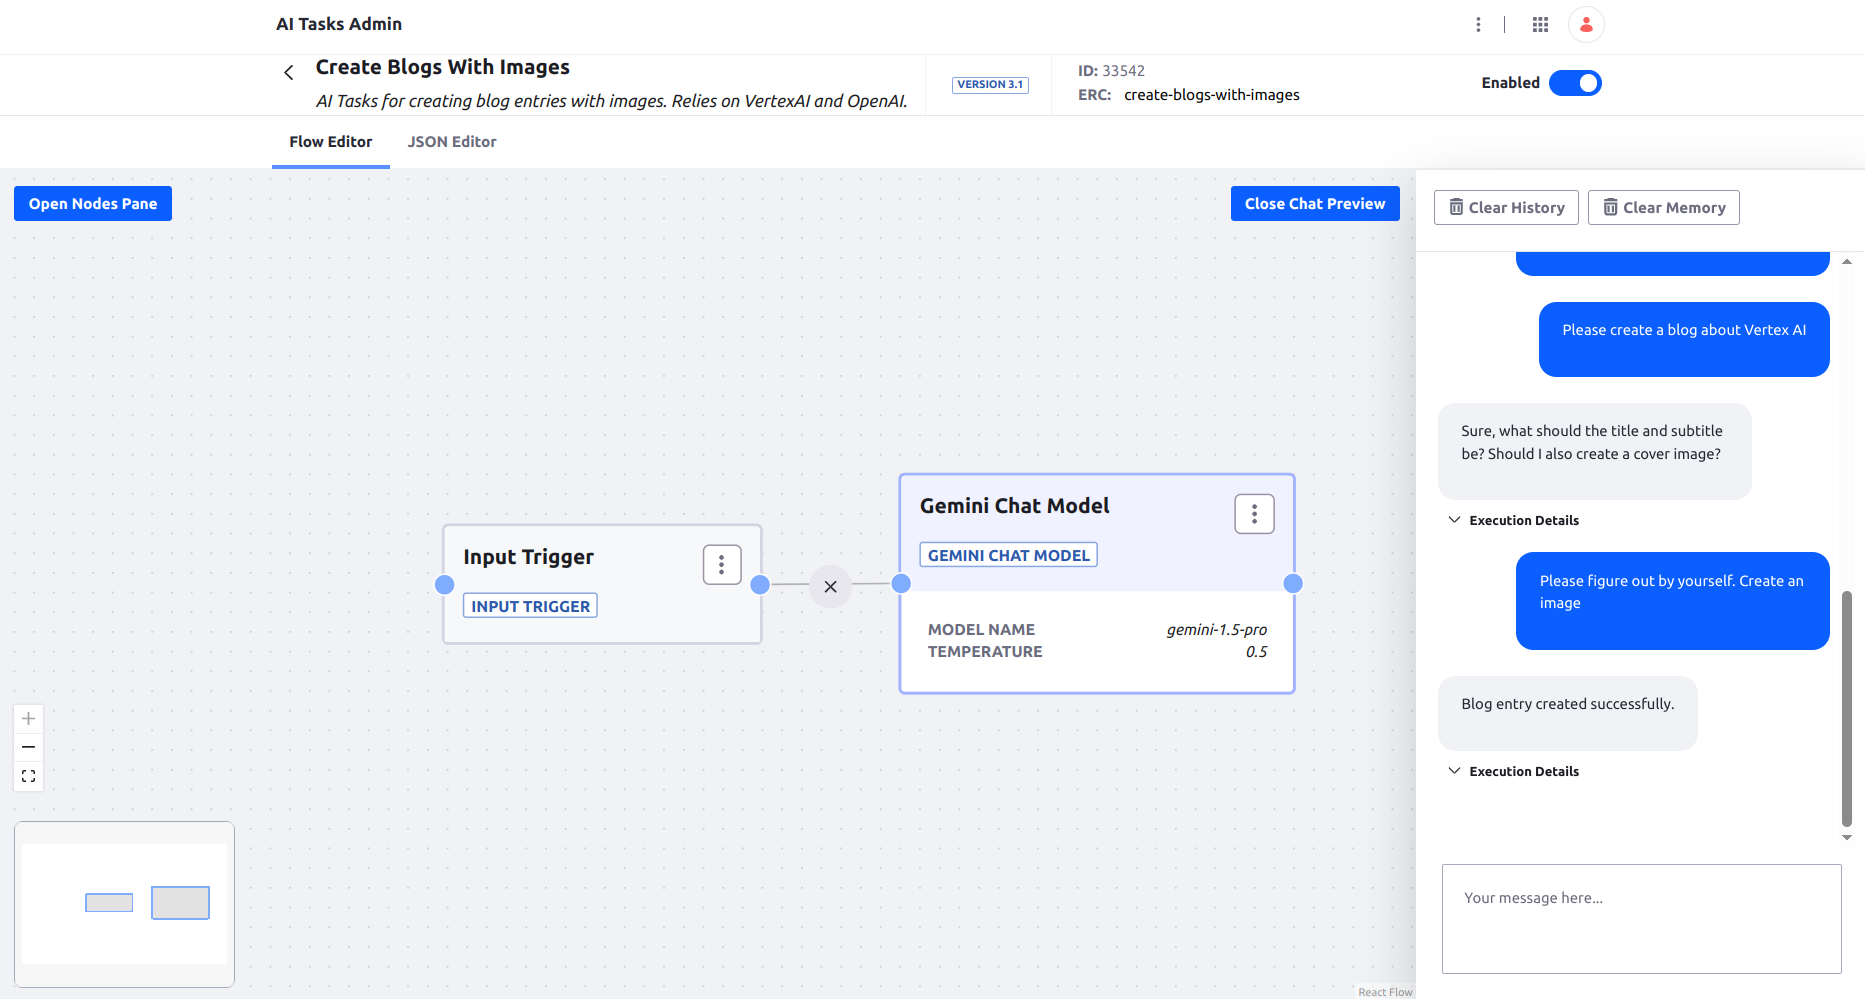 AI Tasks Admin
Create Blogs With Images
AI Tasks for creating blog entries with images. Relies on VertexAI and OpenAI.
VERSION 3.1
ID: 33542
ERC: create-blogs-with-images
Enabled
Flow Editor
JSON Editor
Open Nodes Pane
Close Chat Preview
Input Trigger
INPUT TRIGGER
Gemini Chat Model
GEMINI CHAT MODEL
MODEL NAME gemini-1.5-pro
TEMPERATURE 0.5
React Flow
Clear History
Clear Memory
Please create a blog about Vertex AI
Sure, what should the title and subtitle
be? Should I also create a cover image?
Execution Details
Please figure out by yourself. Create an
image
Blog entry created successfully.
Execution Details
Your message here...